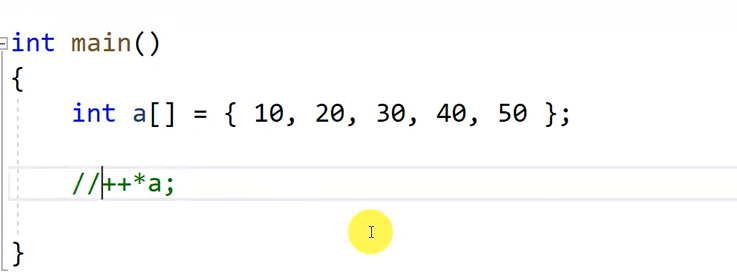 int main()
{
int a[] = { 10, 20, 30, 40, 50 };
//++*a;
}